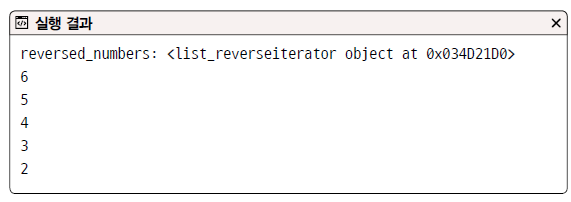 실행 결과
reversed_numbers: <list_reverseiterator object at 0x034D21D0>
6
5
4
3
2